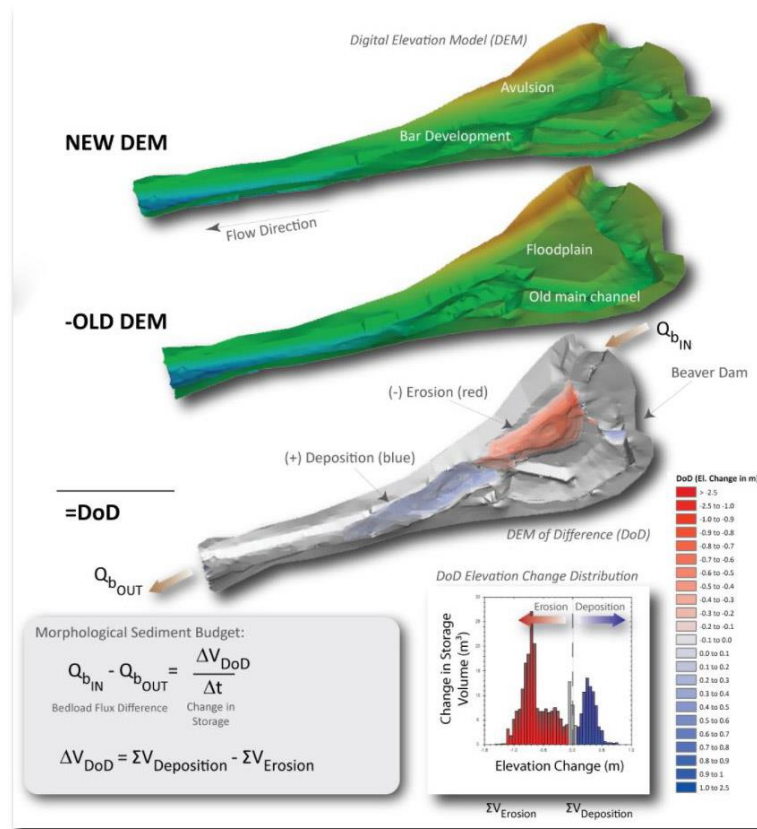 Digital Elevation Model (DEM)
Avulsion
Bar Development
NEW DEM
Flow Direction
Floodplain
Old main channel
-OLD DEM
Q_b_IN
Beaver Dam
(-) Erosion (red)
(+) Deposition (blue)
=DoD
DEM of Difference (DoD)
Q_b_OUT
DoD (El. Change in m)
> -2.5
-2.5 to -1.0
-1.0 to -0.9
-0.9 to -0.8
-0.8 to -0.7
-0.7 to -0.6
-0.6 to -0.5
-0.5 to -0.4
-0.4 to -0.3
-0.3 to -0.2
-0.2 to -0.1
-0.1 to 0.0
0.0 to 0.1
0.1 to 0.2
0.2 to 0.3
0.3 to 0.4
0.4 to 0.5
0.5 to 0.6
0.6 to 0.7
0.7 to 0.8
0.8 to 0.9
0.9 to 1
1.0 to 2.5
DoD Elevation Change Distribution
Erosion
Deposition
Change in Storage
Volume (m³)
Elevation Change (m)
ΣV_Erosion
ΣV_Deposition
Morphological Sediment Budget:
Q_b_IN - Q_b_OUT = ΔV_DoD / Δt
Bedload Flux Difference
Change in
Storage
ΔV_DoD = ΣV_Deposition - ΣV_Erosion